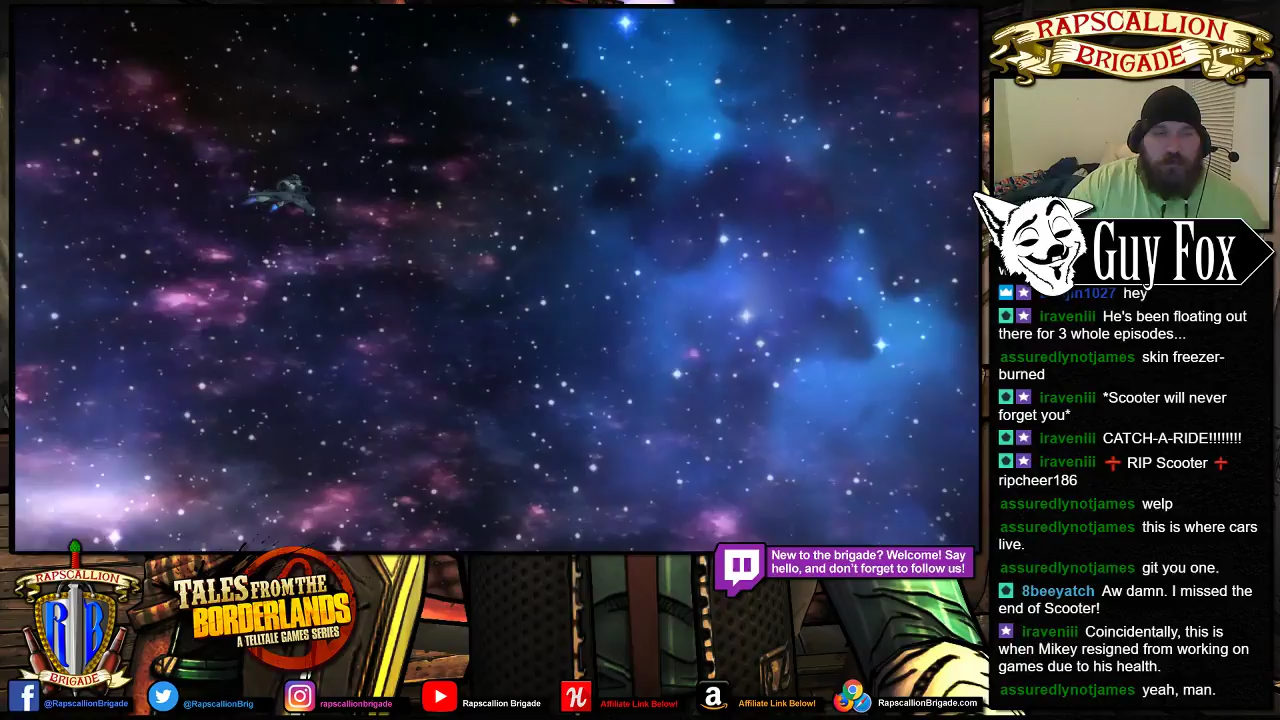 RAPSCALLION
BRIGADE
Guy Fox
hey
iraveniii He's been floating out
there for 3 whole episodes...
assuredlynotjames skin freezer-
burned
iraveniii *Scooter will never
forget you*
iraveniii CATCH-A-RIDE!!!!!!!!
iraveniii RIP Scooter
ripcheer186
assuredlynotjames welp
assuredlynotjames this is where cars
live.
assuredlynotjames git you one.
8beeyatch Aw damn. I missed the
end of Scooter!
iraveniii Coincidentally, this is
when Mikey resigned from working on
games due to his health.
assuredlynotjames yeah, man.
New to the brigade? Welcome! Say
hello, and don't forget to follow us!
RAPSCALLION
RB
BRIGADE
TALES FROM THE
BORDERLANDS
A TELLTALE GAMES SERIES
@RapscallionBrigade
@RapscallionBrig
rapscallionbrigade
Rapscallion Brigade
Affiliate Link Below!
Affiliate Link Below!
RapscallionBrigade.com